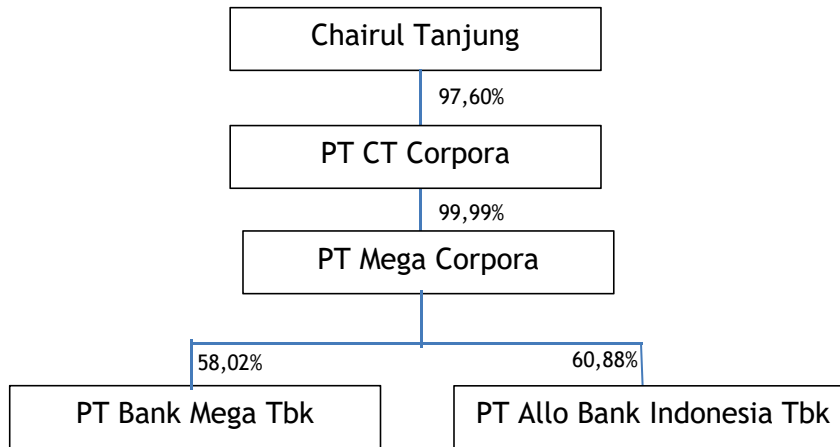 Chairul Tanjung
97,60%
PT CT Corpora
99,99%
PT Mega Corpora
58,02%
60,88%
PT Bank Mega Tbk
PT Allo Bank Indonesia Tbk